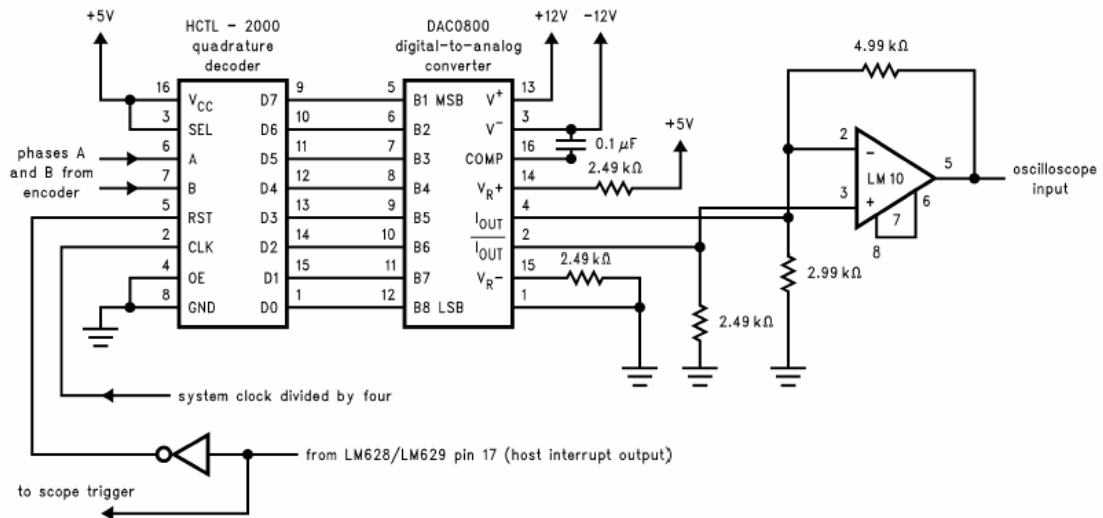 +5V
HCTL - 2000
quadrature
decoder
DAC0800
digital-to-analog
converter
+12V -12V
4.99 kΩ
16 VCC D7 9
5 B1 MSB V+ 13
3 SEL D6 10
6 B2 V- 3
0.1 μF
+5V
phases A
and B from
encoder
6 A D5 11
7 B3 COMP 16
2.49 kΩ
7 B D4 12
8 B4 VR+ 14
5 RST D3 13
9 B5 IOUT 4
2 CLK D2 14
10 B6 IOUT 2
4 OE D1 15
11 B7 VR- 15
2.49 kΩ
8 GND D0 1
12 B8 LSB 1
2 -
3 +
LM 10
5
6
7
8
oscilloscope
input
2.99 kΩ
2.49 kΩ
system clock divided by four
from LM628/LM629 pin 17 (host interrupt output)
to scope trigger